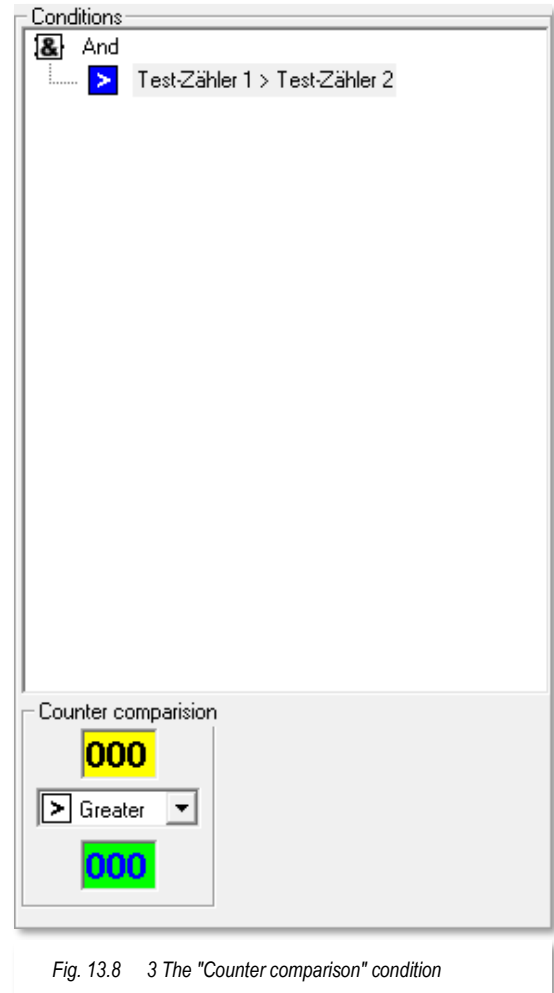 Conditions
& And
> Test-Zähler 1 > Test-Zähler 2
Counter comparision
000
> Greater
000
Fig. 13.8 3 The "Counter comparison" condition